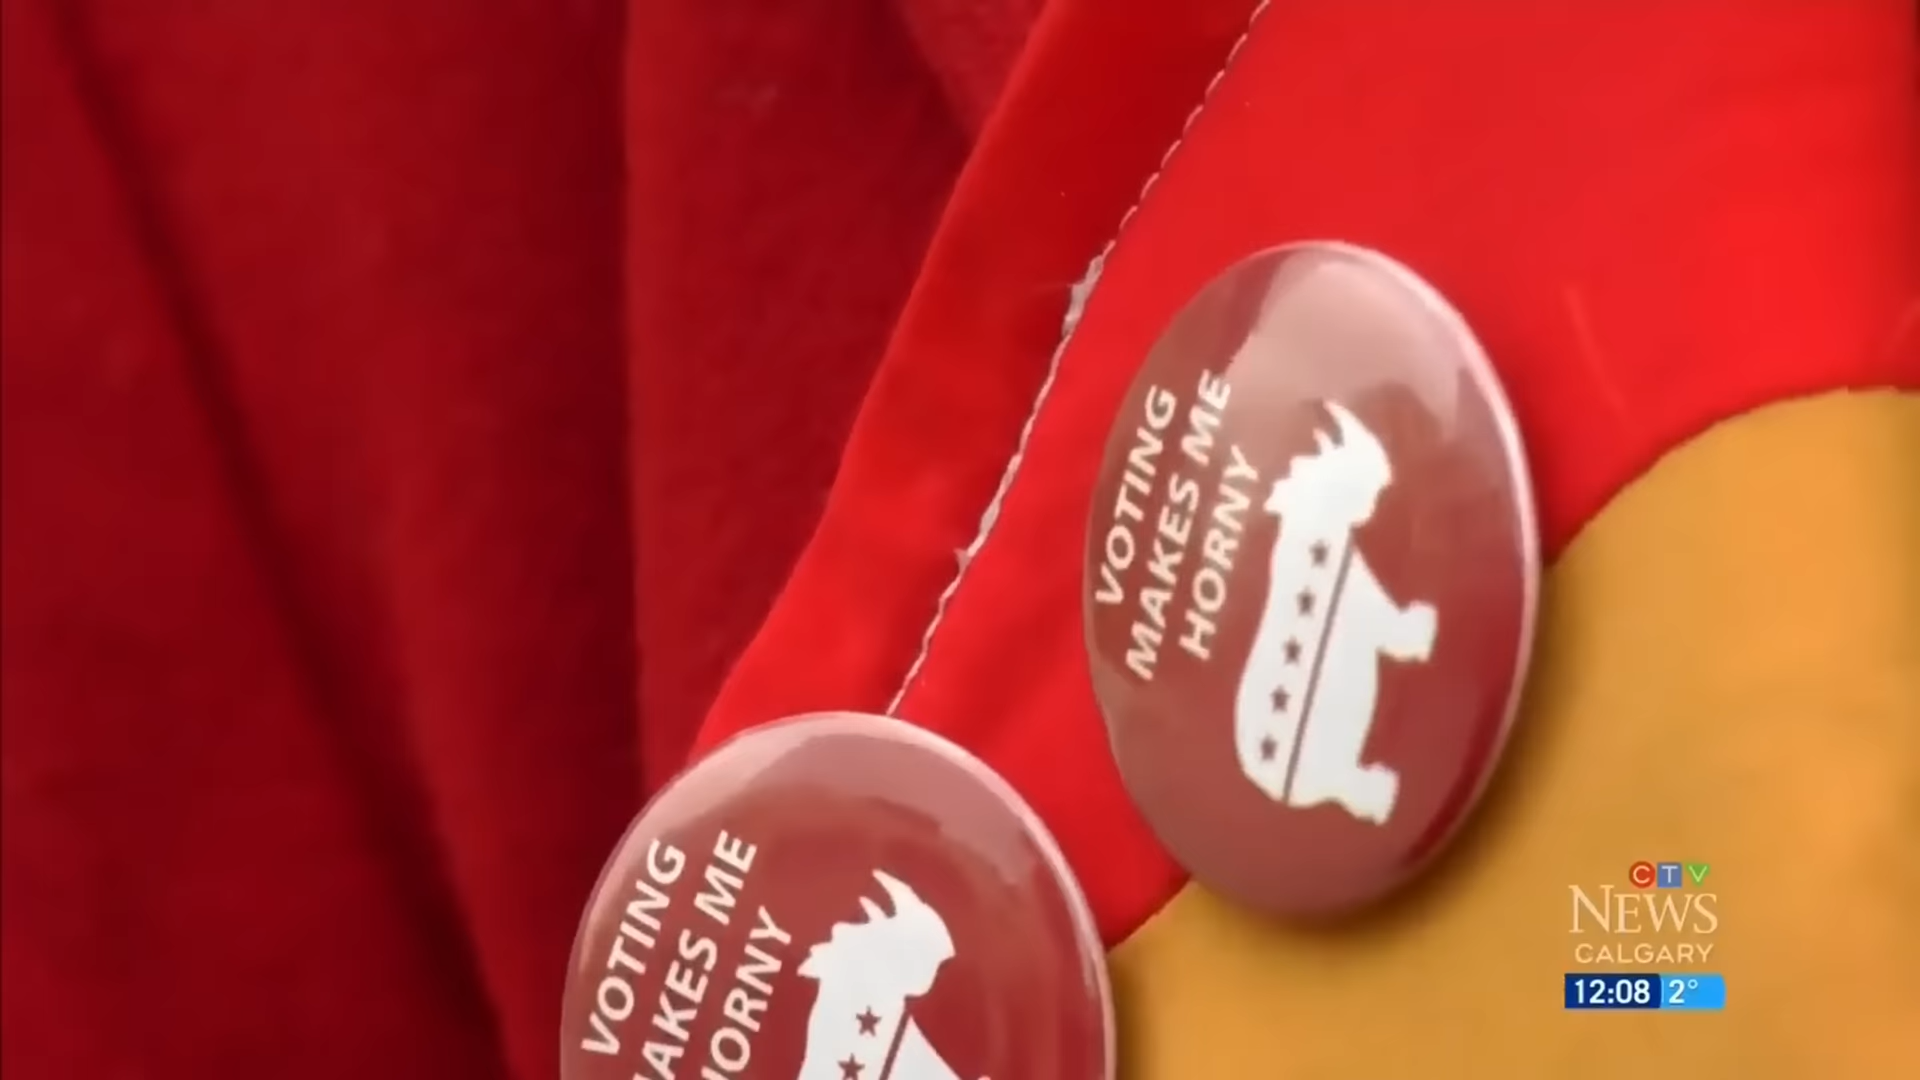 VOTING
MAKES ME
HORNY
VOTING
MAKES ME
HORNY
CTV
NEWS
CALGARY
12:08 2°